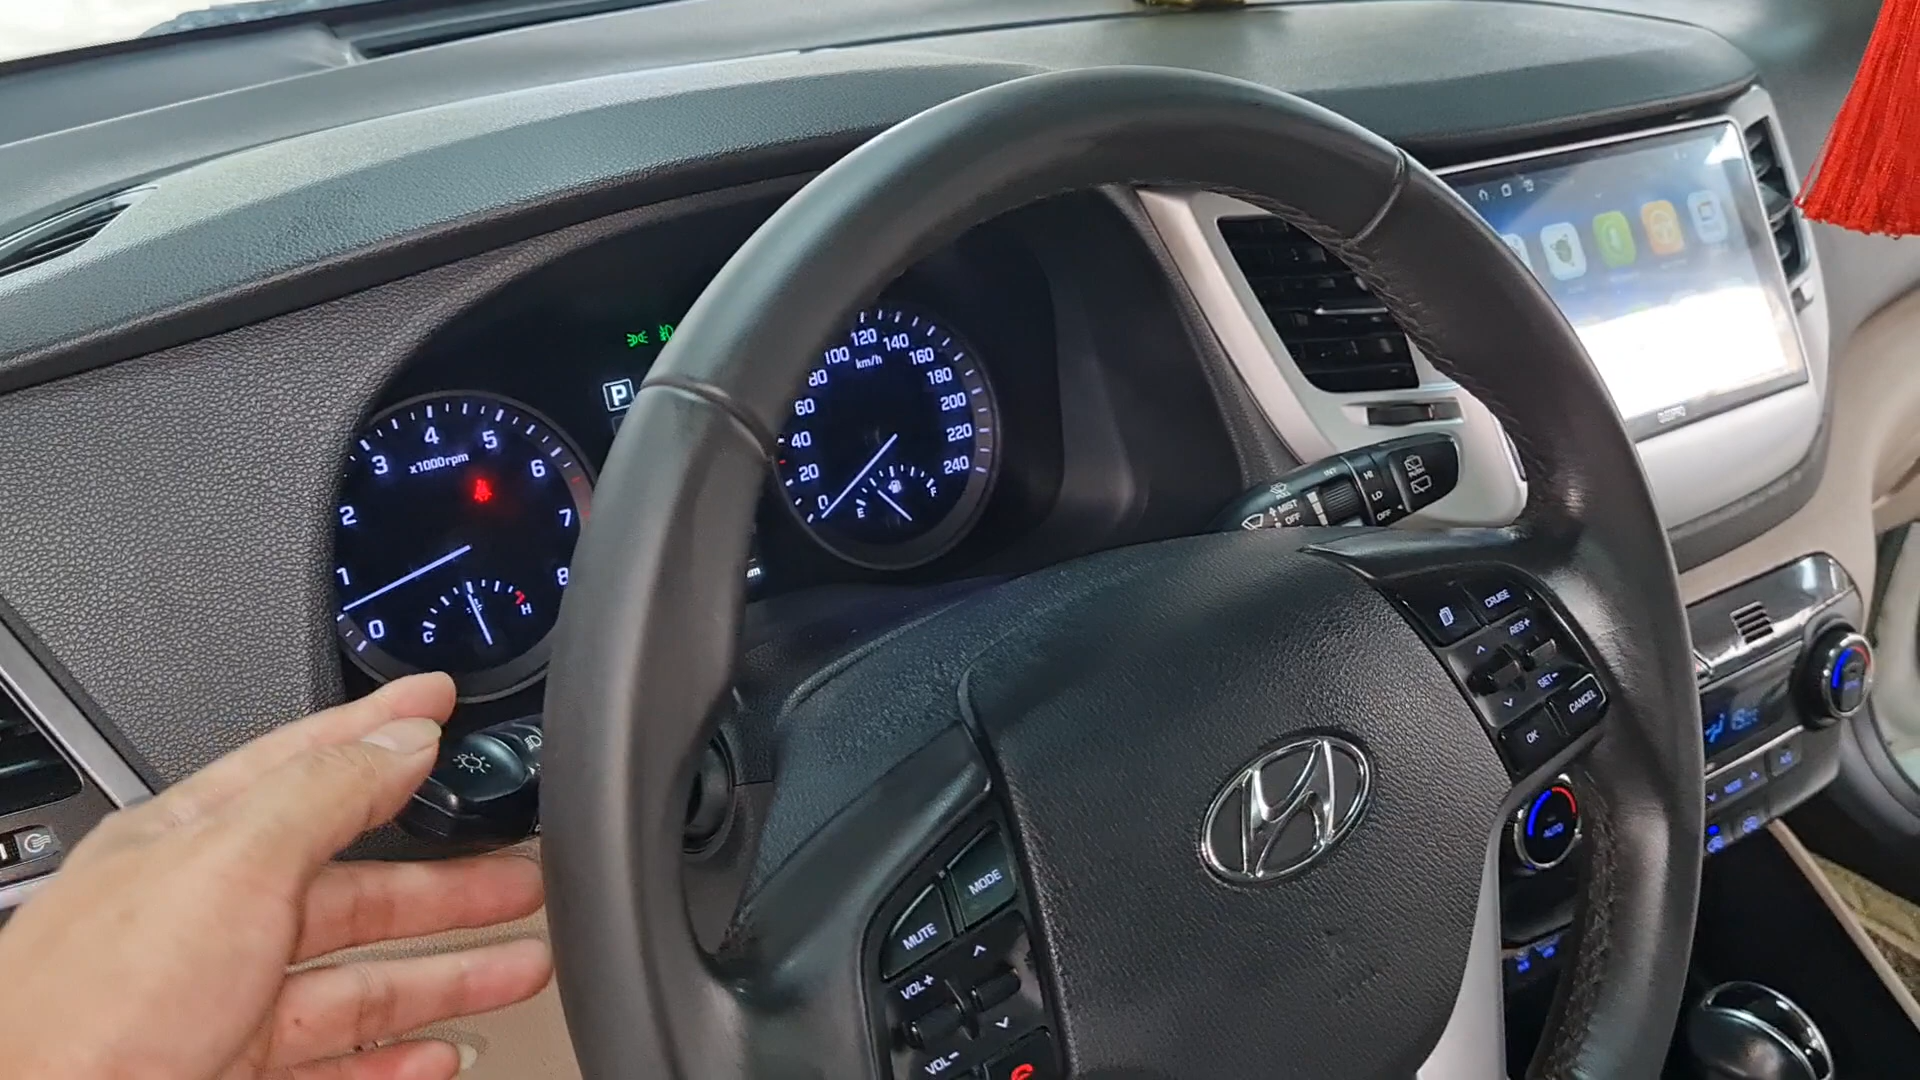 P
0
1
2
3
4
5
6
7
8
x1000rpm
C
H
0
20
40
60
80
100
120
140
160
180
200
220
240
km/h
E
F
INT
HI
LO
OFF
MIST
OFF
CRUISE
RES+
SET-
CANCEL
OK
MODE
MUTE
VOL+
VOL-
AUTO
MODE
A/C